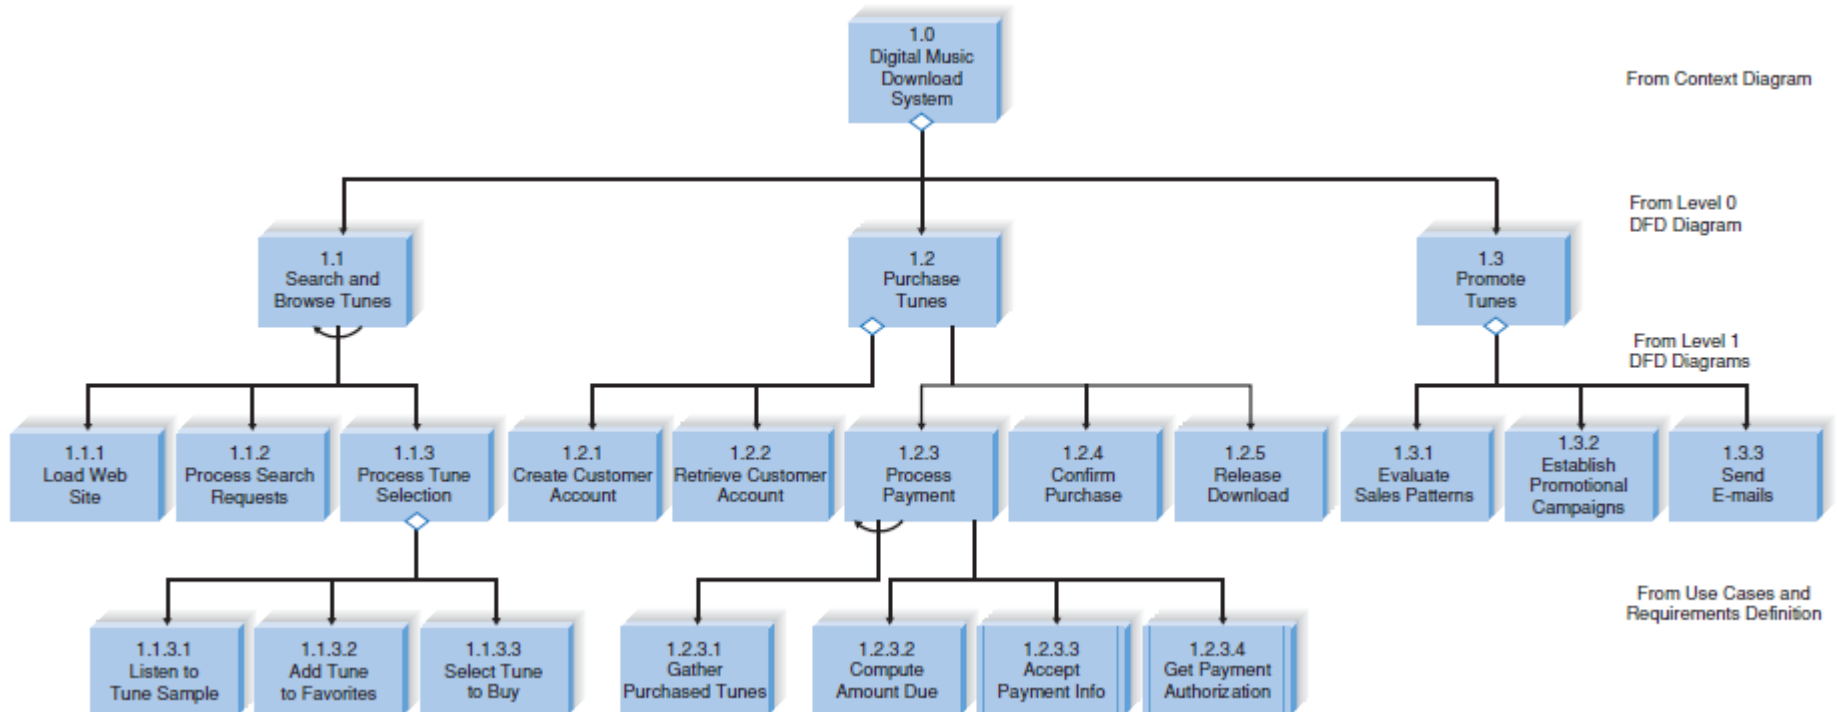 1.0
Digital Music
Download
System
From Context Diagram
From Level 0
DFD Diagram
1.1
Search and
Browse Tunes
1.2
Purchase
Tunes
1.3
Promote
Tunes
From Level 1
DFD Diagrams
1.1.1
Load Web
Site
1.1.2
Process Search
Requests
1.1.3
Process Tune
Selection
1.2.1
Create Customer
Account
1.2.2
Retrieve Customer
Account
1.2.3
Process
Payment
1.2.4
Confirm
Purchase
1.2.5
Release
Download
1.3.1
Evaluate
Sales Patterns
1.3.2
Establish
Promotional
Campaigns
1.3.3
Send
E-mails
From Use Cases and
Requirements Definition
1.1.3.1
Listen to
Tune Sample
1.1.3.2
Add Tune
to Favorites
1.1.3.3
Select Tune
to Buy
1.2.3.1
Gather
Purchased Tunes
1.2.3.2
Compute
Amount Due
1.2.3.3
Accept
Payment Info
1.2.3.4
Get Payment
Authorization